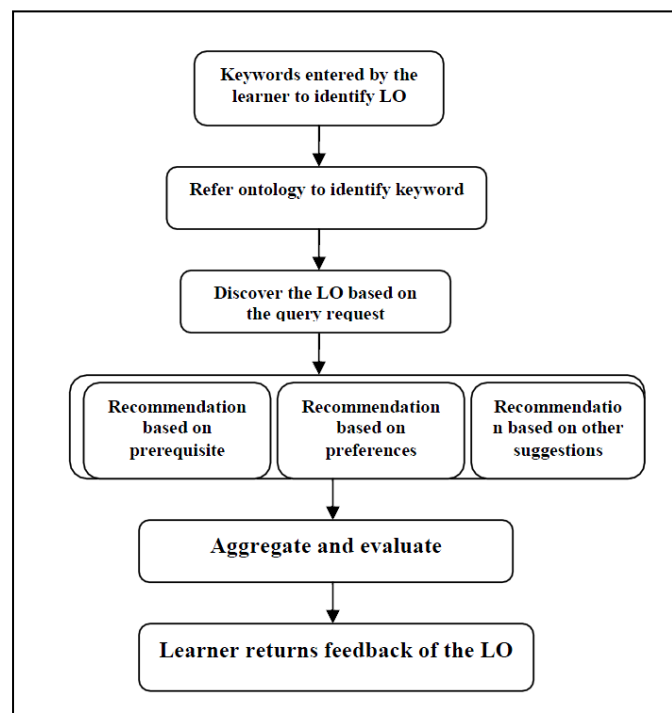 Keywords entered by the
learner to identify LO
Refer ontology to identify keyword
Discover the LO based on
the query request
Recommendation
based on
prerequisite
Recommendation
based on
preferences
Recommendatio
n based on other
suggestions
Aggregate and evaluate
Learner returns feedback of the LO